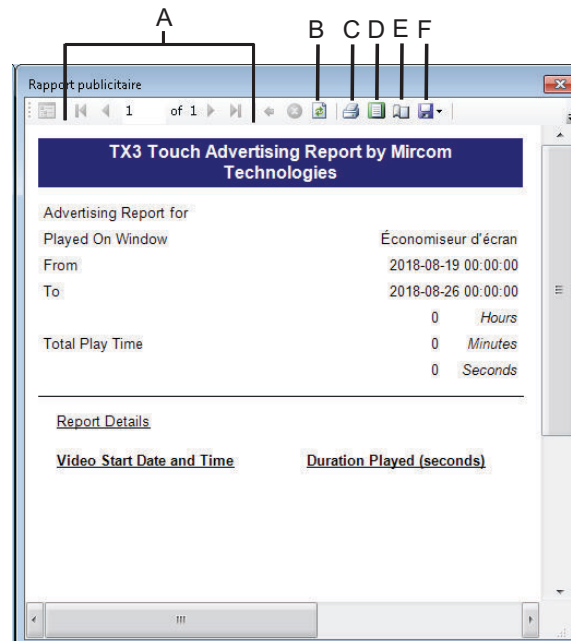 A
B C D E F
Rapport publicitaire
1 of 1
TX3 Touch Advertising Report by Mircom
Technologies
Advertising Report for
Played On Window Économiseur d'écran
From 2018-08-19 00:00:00
To 2018-08-26 00:00:00
0 Hours
Total Play Time 0 Minutes
0 Seconds
Report Details
Video Start Date and Time Duration Played (seconds)